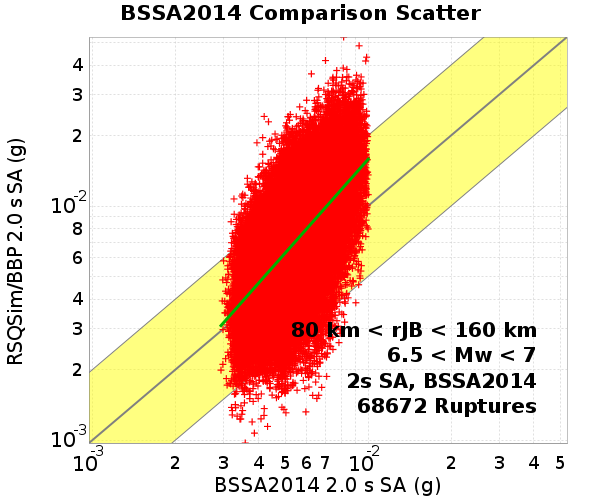 BSSA2014 Comparison Scatter
RSQSim/BBP 2.0 s SA (g)
4
3
2
10-2
8
6
4
3
2
10-3
80 km < rJB < 160 km
6.5 < Mw < 7
2s SA, BSSA2014
68672 Ruptures
10-3 2 3 4 5 6 7 10-2 2 3 4 5
BSSA2014 2.0 s SA (g)